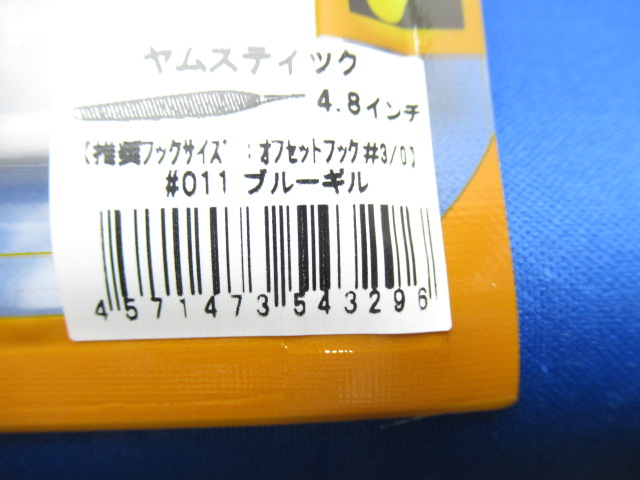 ヤムスティック
4.8インチ
【推奨フックサイズ:オフセットフック#3/0】
#011 ブルーギル
4571473543296